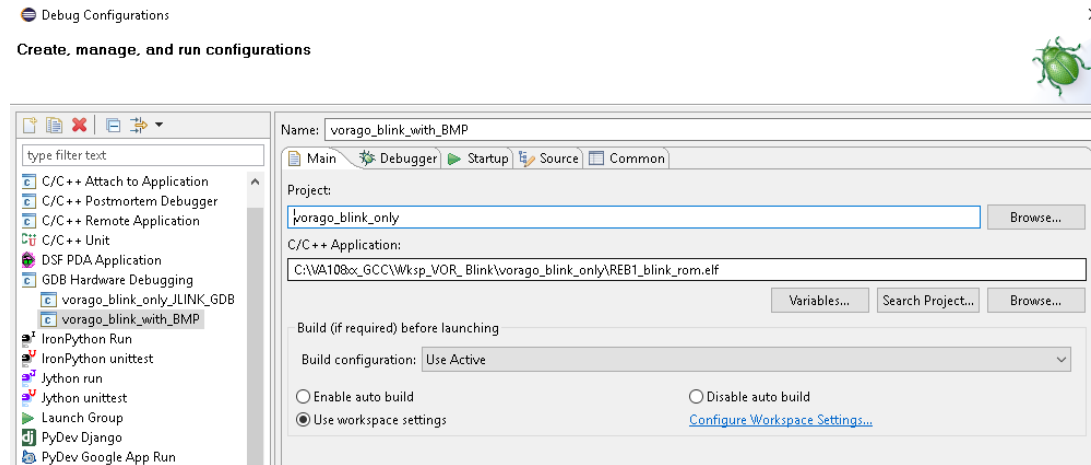 Debug Configurations
Create, manage, and run configurations
type filter text
C/C++ Attach to Application
C/C++ Postmortem Debugger
C/C++ Remote Application
C/C++ Unit
DSF PDA Application
GDB Hardware Debugging
vorago_blink_only_JLINK_GDB
vorago_blink_with_BMP
IronPython Run
IronPython unittest
Jython run
Jython unittest
Launch Group
PyDev Django
PyDev Google App Run
Name: vorago_blink_with_BMP
Main Debugger Startup Source Common
Project:
vorago_blink_only Browse...
C/C++ Application:
C:\VA108xx_GCC\Wksp_VOR_ Blink\vorago_blink_only\REB1_blink_rom.elf
Variables... Search Project... Browse...
Build (if required) before launching
Build configuration: Use Active
Enable auto build Disable auto build
Use workspace settings Configure Workspace Settings...